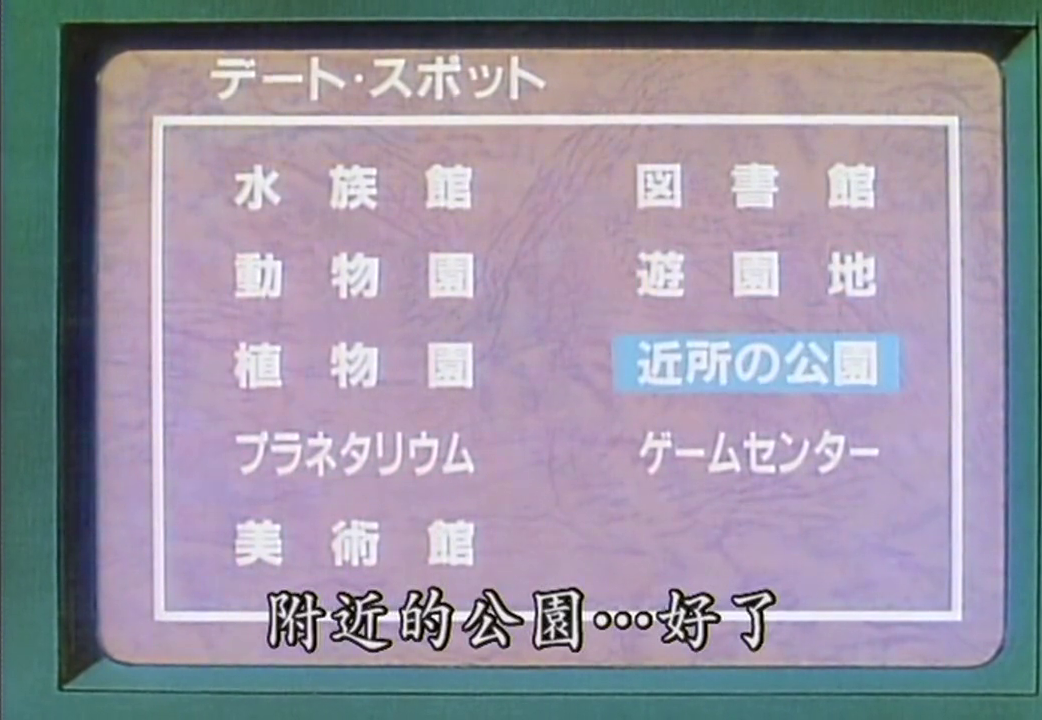 デート・スポット
水族館 図書館
動物園 遊園地
植物園 近所の公園
プラネタリウム ゲームセンター
美術館
附近的公園…好了